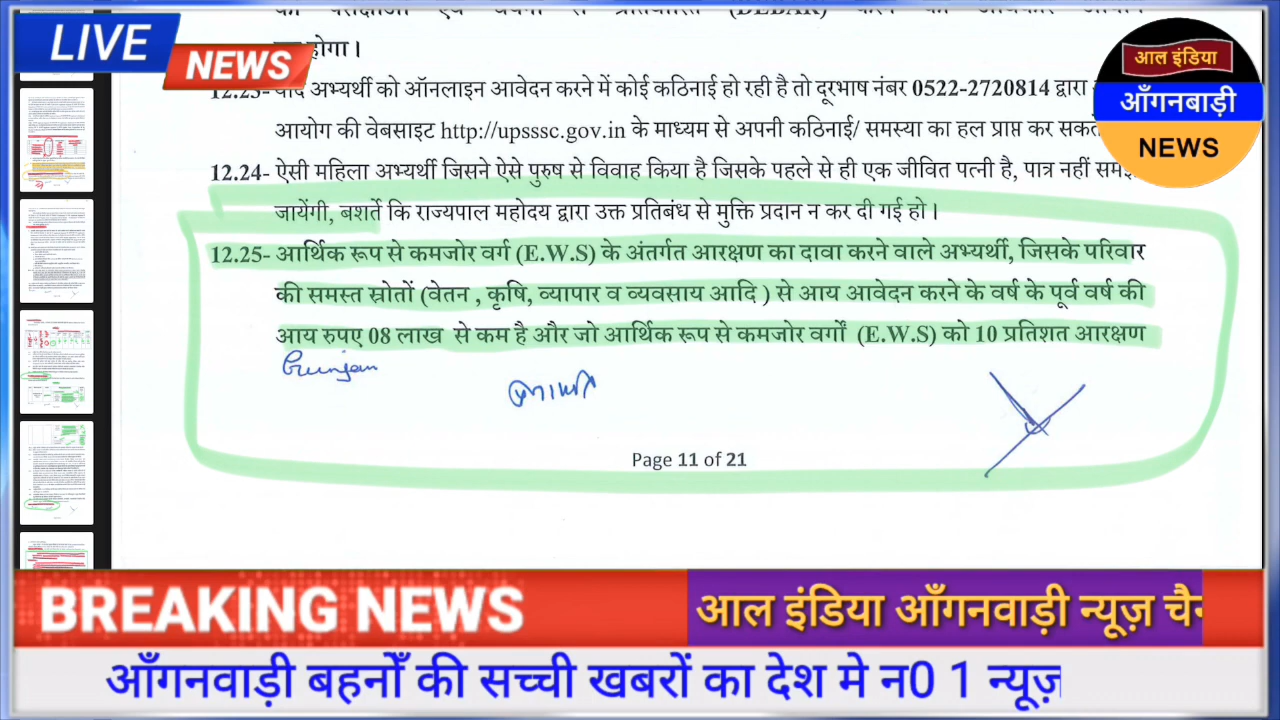 LIVE
NEWS
होगा।
12.23- यदि अभ्यर्थी को ऑनलाइन आवेदन करने में कोई कठिनाई हो रही है तो दूरभाष नंबर 0522-2720814 द्वारा
आयोग की वेबसाइट http://upsssc.gov.in के माध्यम से अपनी कठिनाई/ समस्या का हल प्राप्त कर सकते
12.24- ऐसी महिला अभ्यर्थी जिसने ऐसे पुरुष से विवाह किया है जिसके पहले से ही एक जीवित पत्नी है, पात्र नहीं
जायेंगी बशर्ते कि राज्यपाल महोदय द्वारा उक्त प्रतिबंध से मुक्ति प्रदान न कर दी गई हो।
12.25- आर्थिक रूप से कमजोर वर्ग (E.W.S) के अंतर्गत आरक्षण का दावा करने वाले अभ्यर्थी, जिसके परिवार
की समस्त स्रोतों (वेतन , कृषि, व्यापार व व्यवसाय आदि ) से आय आवेदन करने के वर्ष के पूर्व वर्ष की
आय रुपए 08 लाख से कम है और जो आर्थिक रूप से कमजोर वर्गों (E.W.S) को 10 प्रतिशत आरक्षण
Gunjan
Page 11 of 21
आल इंडिया
आँगनबाड़ी
NEWS
BREAKING NEWS
आल इंडिया आँगनवाड़ी न्यूज़
आँगनवाड़ी बहनोँ की सच्ची खबरों का देश मे न0 1 न्यूज़